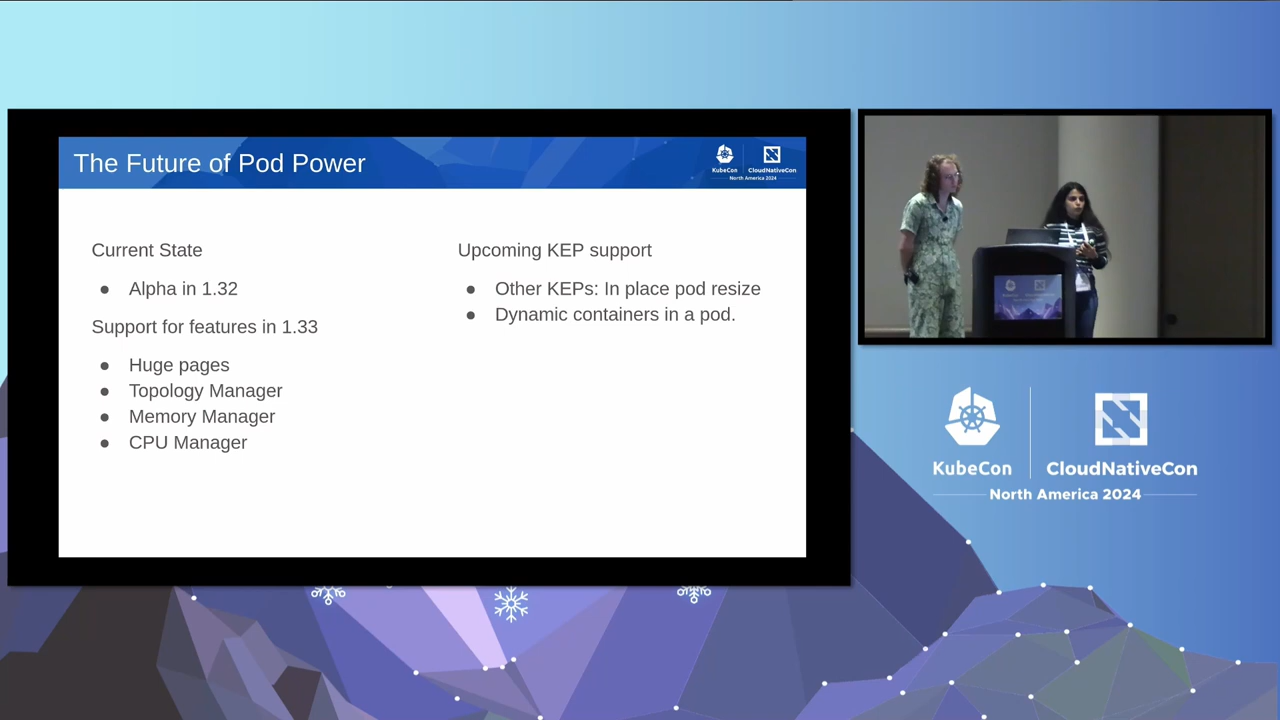 The Future of Pod Power
KubeCon
CloudNativeCon
North America 2024
Current State
● Alpha in 1.32
Support for features in 1.33
● Huge pages
● Topology Manager
● Memory Manager
● CPU Manager
Upcoming KEP support
● Other KEPs: In place pod resize
● Dynamic containers in a pod.
KubeCon
CloudNativeCon
North America 2024